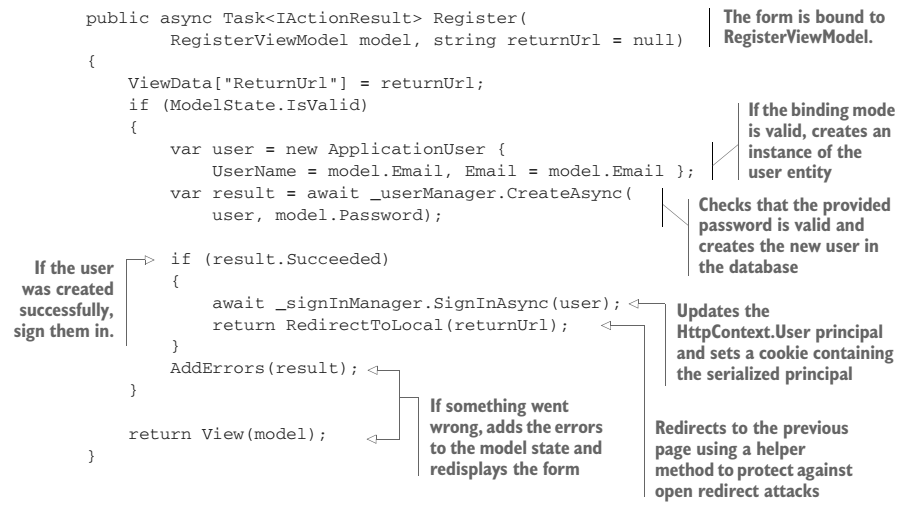 public async Task<IActionResult> Register(
RegisterViewModel model, string returnUrl = null)
The form is bound to
RegisterViewModel.
{
ViewData["ReturnUrl"] = returnUrl;
if (ModelState.IsValid)
{
If the binding mode
is valid, creates an
instance of the
user entity
var user = new ApplicationUser {
UserName = model.Email, Email = model.Email };
var result = await _userManager.CreateAsync(
user, model.Password);
Checks that the provided
password is valid and
creates the new user in
the database
If the user
was created
successfully,
sign them in.
if (result.Succeeded)
{
await _signInManager.SignInAsync(user);
return RedirectToLocal(returnUrl);
Updates the
HttpContext.User principal
and sets a cookie containing
the serialized principal
}
AddErrors(result);
}
If something went
wrong, adds the errors
to the model state and
redisplays the form
Redirects to the previous
page using a helper
method to protect against
open redirect attacks
return View(model);
}